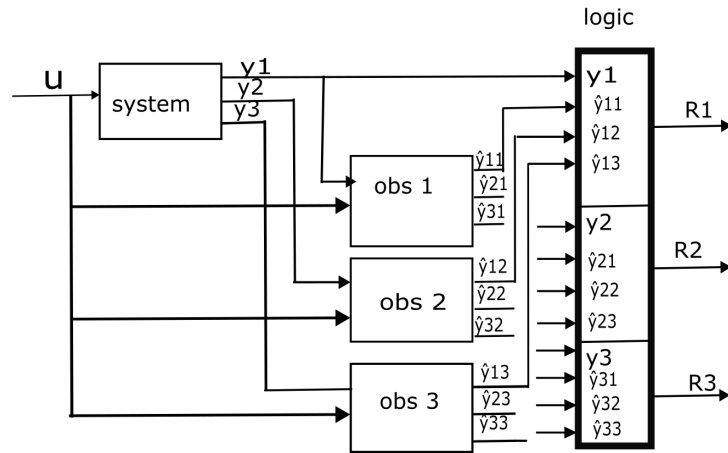 logic
u
system
y1
y2
y3
obs 1
ŷ11
ŷ21
ŷ31
obs 2
ŷ12
ŷ22
ŷ32
obs 3
ŷ13
ŷ23
ŷ33
y1
ŷ11
ŷ12
ŷ13
y2
ŷ21
ŷ22
ŷ23
y3
ŷ31
ŷ32
ŷ33
R1
R2
R3